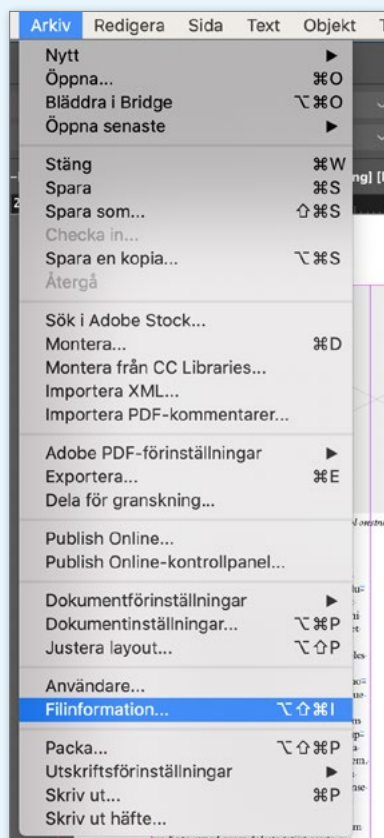 Arkiv Redigera Sida Text Objekt
Nytt ▶
Öppna... ⌘O
Bläddra i Bridge ⌥⌘O
Öppna senaste ▶
Stäng ⌘W
Spara ⌘S
Spara som... ⇧⌘S
Checka in...
Spara en kopia... ⌥⌘S
Återgå
Sök i Adobe Stock...
Montera... ⌘D
Montera från CC Libraries...
Importera XML...
Importera PDF-kommentarer...
Adobe PDF-förinställningar ▶
Exportera... ⌘E
Dela för granskning...
Publish Online...
Publish Online-kontrollpanel...
Dokumentförinställningar ▶
Dokumentinställningar... ⌥⌘P
Justera layout... ⌥⇧P
Användare...
Filinformation... ⌥⇧⌘I
Packa... ⌥⇧⌘P
Utskriftsförinställningar ▶
Skriv ut... ⌘P
Skriv ut häfte...